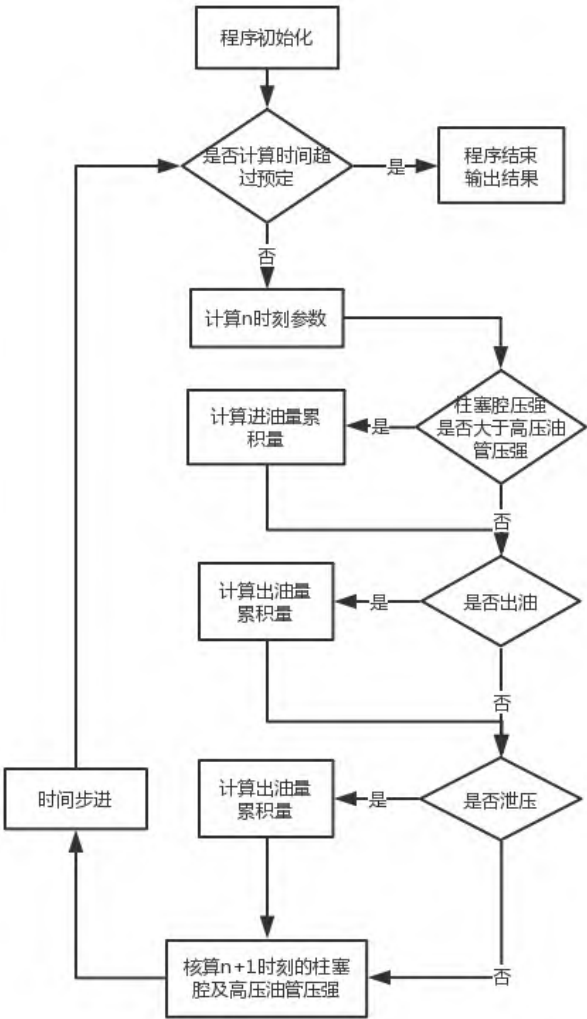 程序初始化
是否计算时间超
过预定
是
程序结束
输出结果
否
计算n时刻参数
柱塞腔压强
是否大于高压油
管压强
是
计算进油量累
积量
否
是否出油
是
计算出油量
累积量
否
是否泄压
是
计算出油量
累积量
时间步进
否
核算n+1时刻的柱塞
腔及高压油管压强